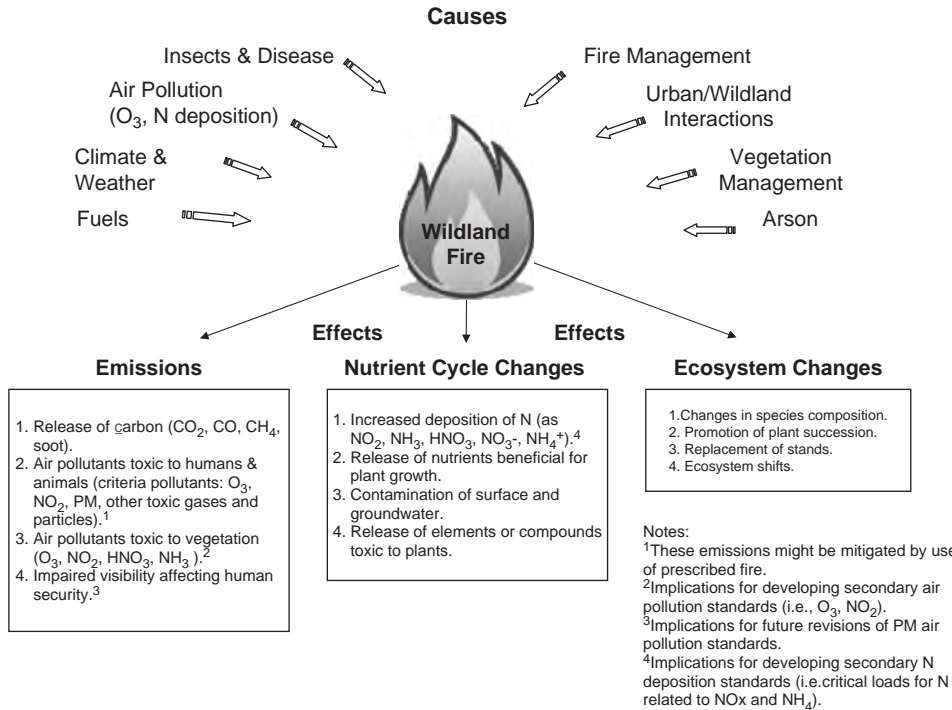 Causes
Insects & Disease
Air Pollution
(O₃, N deposition)
Climate &
Weather
Fuels
Fire Management
Urban/Wildland
Interactions
Vegetation
Management
Arson
Wildland
Fire
Effects
Effects
Emissions
1. Release of carbon (CO₂, CO, CH₄,
soot).
2. Air pollutants toxic to humans &
animals (criteria pollutants: O₃,
NO₂, PM, other toxic gases and
particles).¹
3. Air pollutants toxic to vegetation
(O₃, NO₂, HNO₃, NH₃ ).²
4. Impaired visibility affecting human
security.³
Nutrient Cycle Changes
1. Increased deposition of N (as
NO₂, NH₃, HNO₃, NO₃-, NH₄⁺).⁴
2. Release of nutrients beneficial for
plant growth.
3. Contamination of surface and
groundwater.
4. Release of elements or compounds
toxic to plants.
Ecosystem Changes
1.Changes in species composition.
2. Promotion of plant succession.
3. Replacement of stands.
4. Ecosystem shifts.
Notes:
¹These emissions might be mitigated by use
of prescribed fire.
²Implications for developing secondary air
pollution standards (i.e., O₃, NO₂).
³Implications for future revisions of PM air
pollution standards.
⁴Implications for developing secondary N
deposition standards (i.e.critical loads for N
related to NOx and NH₄).